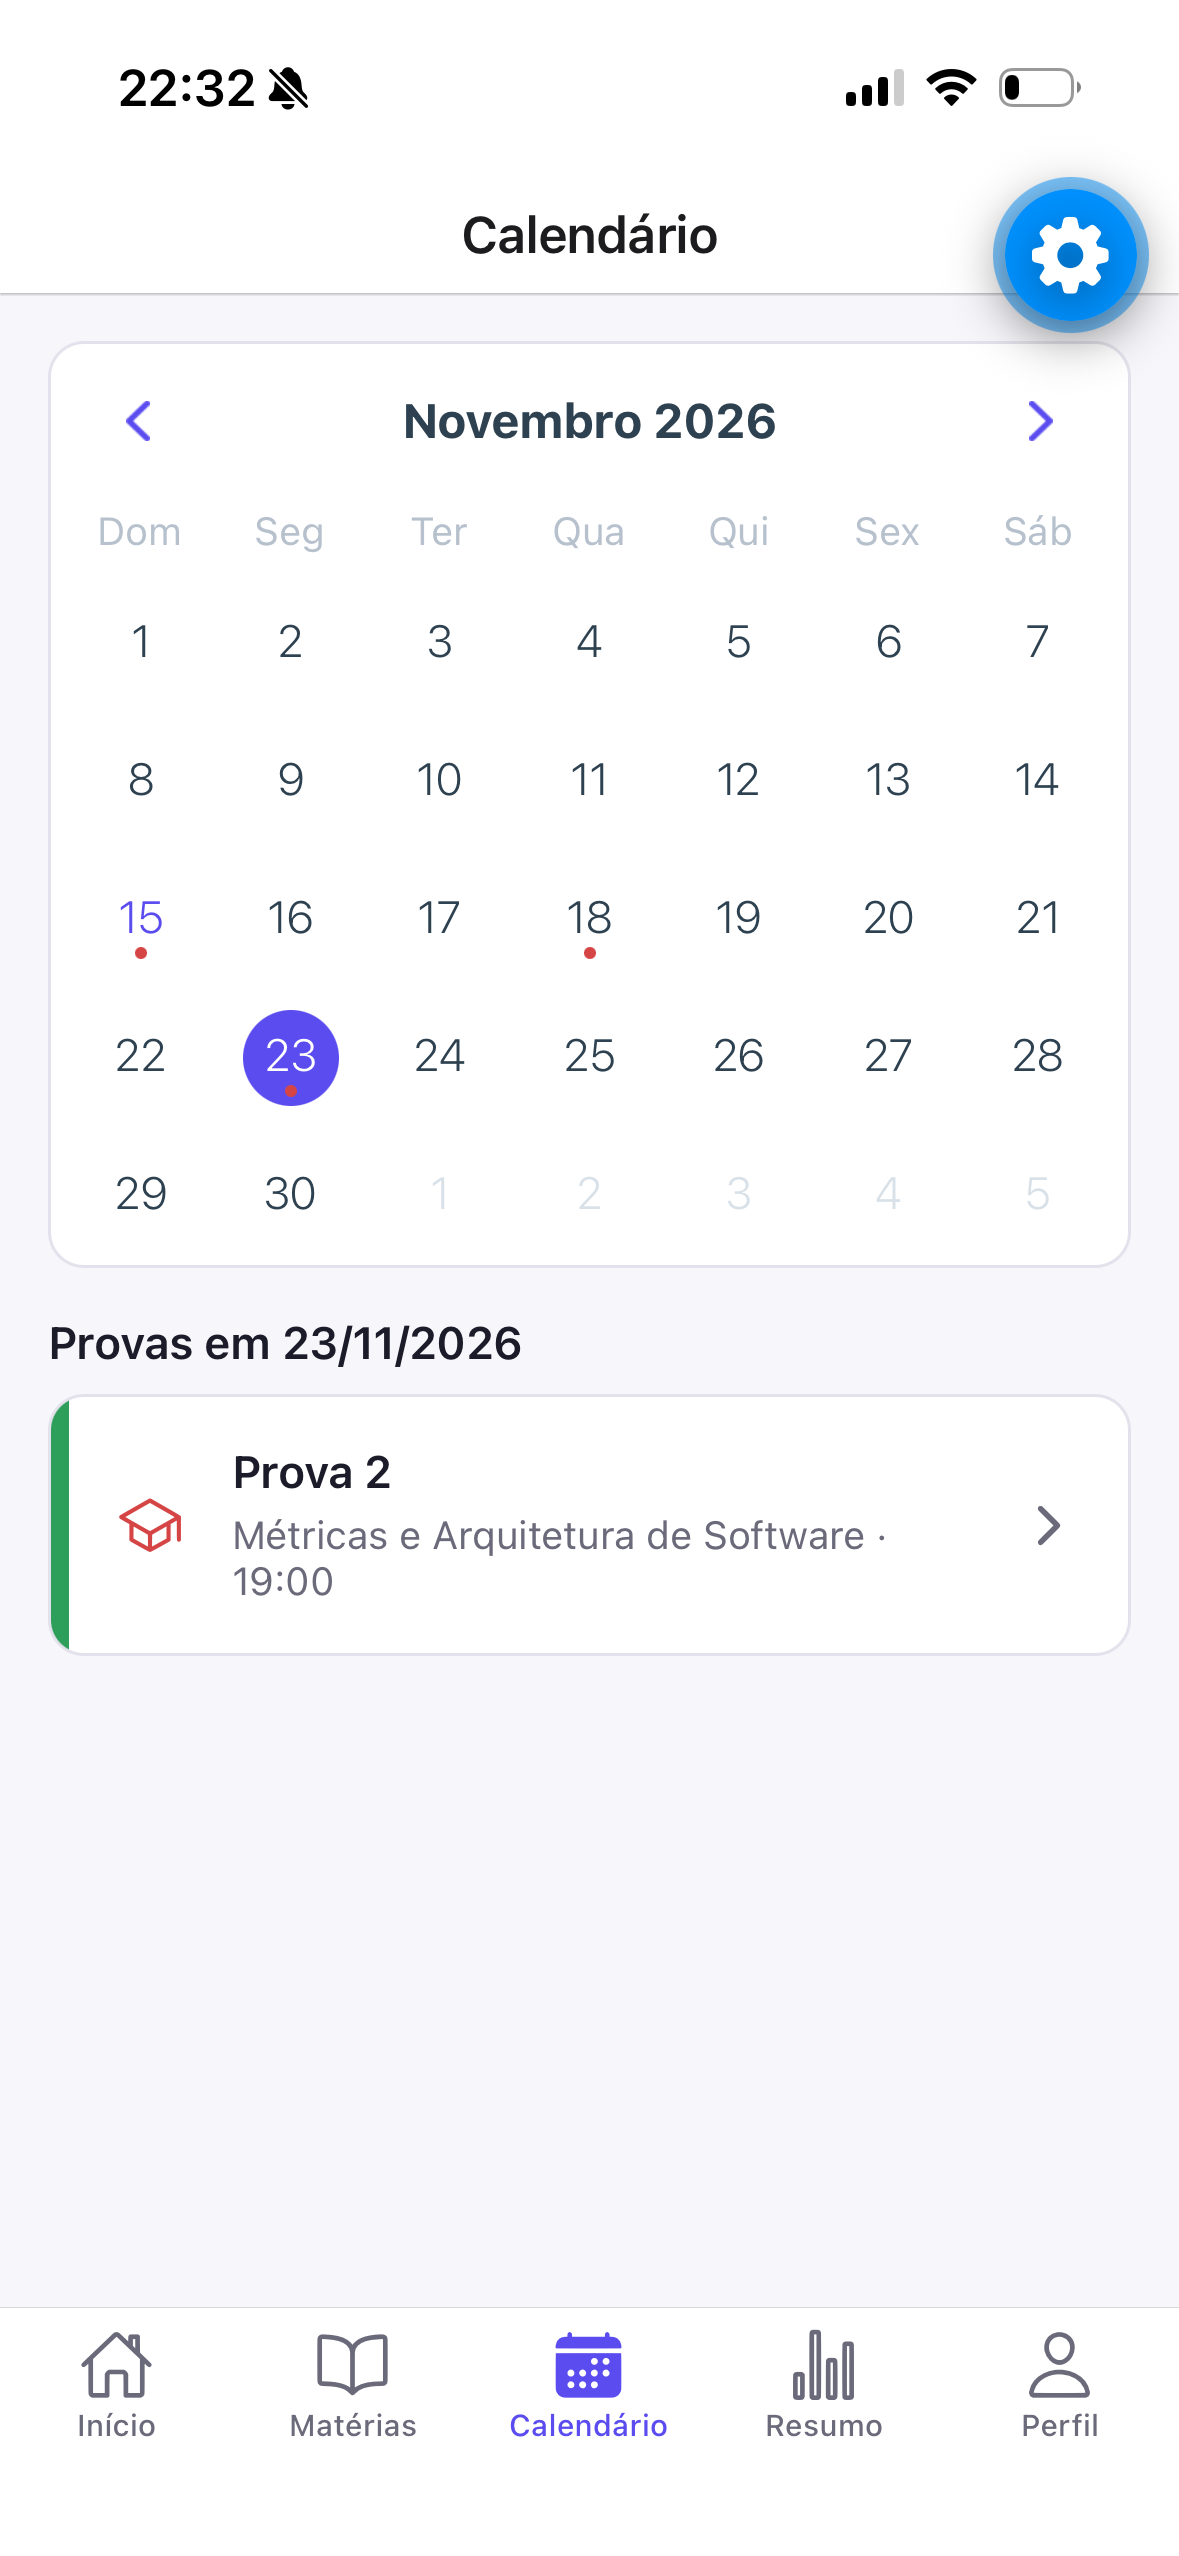 22:32
Calendário
Novembro 2026
Dom Seg Ter Qua Qui Sex Sáb
1 2 3 4 5 6 7
8 9 10 11 12 13 14
15 16 17 18 19 20 21
22 23 24 25 26 27 28
29 30 1 2 3 4 5
Provas em 23/11/2026
Prova 2
Métricas e Arquitetura de Software ·
19:00
Início Matérias Calendário Resumo Perfil